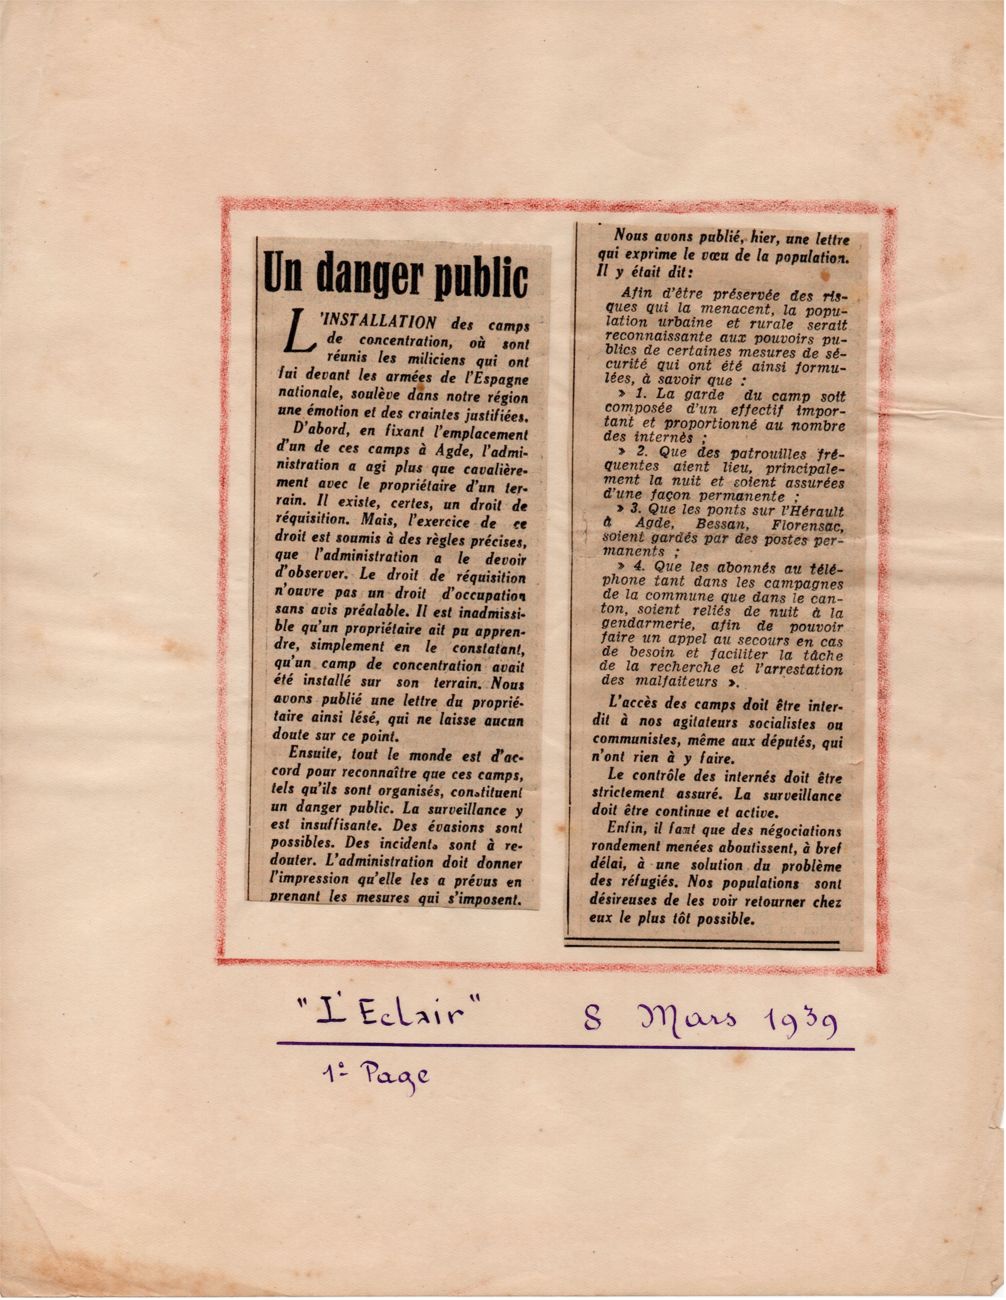 Un danger public
L'INSTALLATION des camps
de concentration, où sont
réunis les miliciens qui ont
fui devant les armées de l'Espagne
nationale, soulève dans notre région
une émotion et des craintes justifiées.
D'abord, en fixant l'emplacement
d'un de ces camps à Agde, l'admi-
nistration a agi plus que cavalière-
ment avec le propriétaire d'un ter-
rain. Il existe, certes, un droit de
réquisition. Mais, l'exercice de ce
droit est soumis à des règles précises,
que l'administration a le devoir
d'observer. Le droit de réquisition
n'ouvre pas un droit d'occupation
sans avis préalable. Il est inadmissi-
ble qu'un propriétaire ait pu appren-
dre, simplement en le constatant,
qu'un camp de concentration avait
été installé sur son terrain. Nous
avons publié une lettre du proprié-
taire ainsi lésé, qui ne laisse aucun
doute sur ce point.
Ensuite, tout le monde est d'ac-
cord pour reconnaître que ces camps,
tels qu'ils sont organisés, constituent
un danger public. La surveillance y
est insuffisante. Des évasions sont
possibles. Des incidents sont à re-
douter. L'administration doit donner
l'impression qu'elle les a prévus en
prenant les mesures qui s'imposent.
Nous avons publié, hier, une lettre
qui exprime le vœu de la population.
Il y était dit:
Afin d'être préservée des ris-
ques qui la menacent, la popu-
lation urbaine et rurale serait
reconnaissante aux pouvoirs pu-
blics de certaines mesures de sé-
curité qui ont été ainsi formu-
lées, à savoir que :
» 1. La garde du camp soit
composée d'un effectif impor-
tant et proportionné au nombre
des internés ;
» 2. Que des patrouilles fré-
quentes aient lieu, principale-
ment la nuit et soient assurées
d'une façon permanente ;
» 3. Que les ponts sur l'Hérault
à Agde, Bessan, Florensac,
soient gardés par des postes per-
manents ;
» 4. Que les abonnés au télé-
phone tant dans les campagnes
de la commune que dans le can-
ton, soient reliés de nuit à la
gendarmerie, afin de pouvoir
faire un appel au secours en cas
de besoin et faciliter la tâche
de la recherche et l'arrestation
des malfaiteurs ».
L'accès des camps doit être inter-
dit à nos agitateurs socialistes ou
communistes, même aux députés, qui
n'ont rien à y faire.
Le contrôle des internés doit être
strictement assuré. La surveillance
doit être continue et active.
Enfin, il faut que des négociations
rondement menées aboutissent, à bref
délai, à une solution du problème
des réfugiés. Nos populations sont
désireuses de les voir retourner chez
eux le plus tôt possible.
"L'Eclair" 8 Mars 1939
1º Page